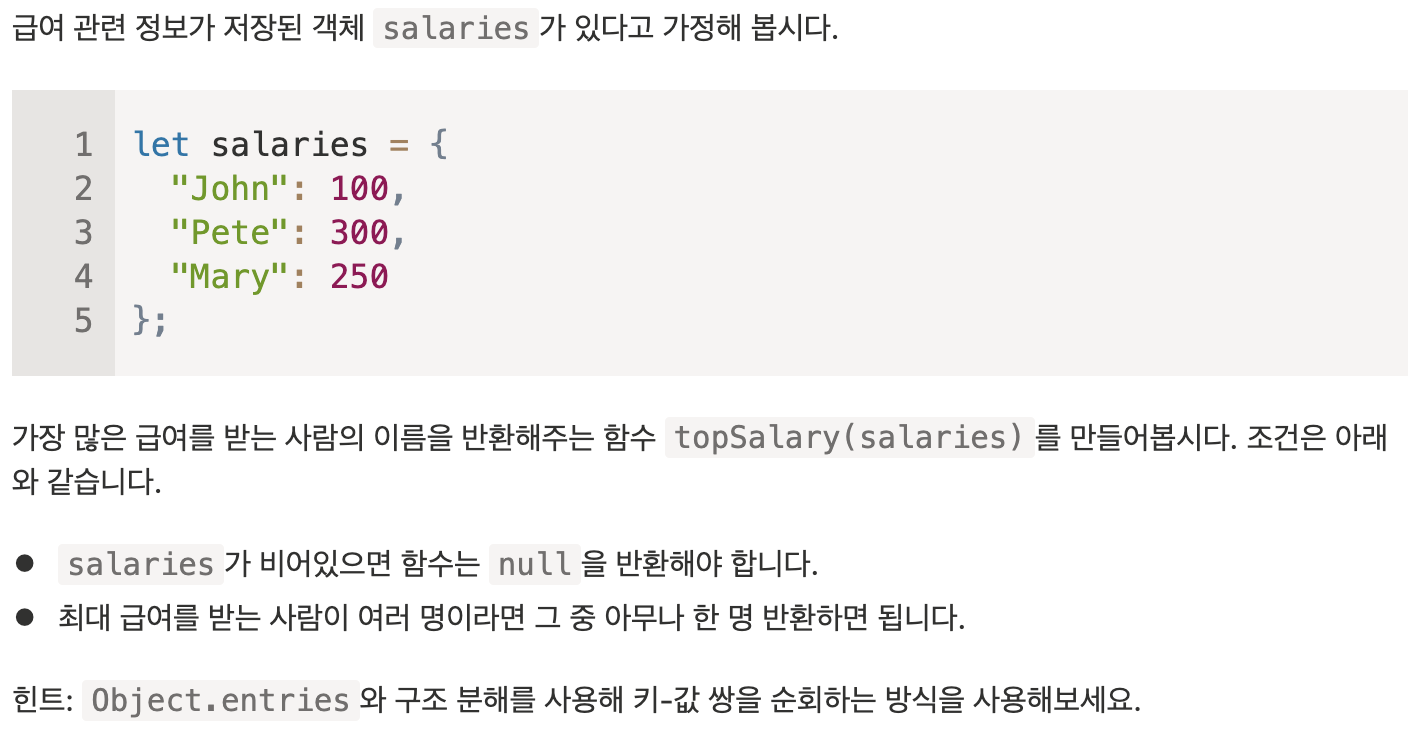 급여 관련 정보가 저장된 객체 salaries가 있다고 가정해 봅시다.
1 let salaries = {
2   "John": 100,
3   "Pete": 300,
4   "Mary": 250
5 };
가장 많은 급여를 받는 사람의 이름을 반환해주는 함수 topSalary(salaries)를 만들어봅시다. 조건은 아래
와 같습니다.
● salaries가 비어있으면 함수는 null을 반환해야 합니다.
● 최대 급여를 받는 사람이 여러 명이라면 그 중 아무나 한 명 반환하면 됩니다.
힌트: Object.entries와 구조 분해를 사용해 키-값 쌍을 순회하는 방식을 사용해보세요.